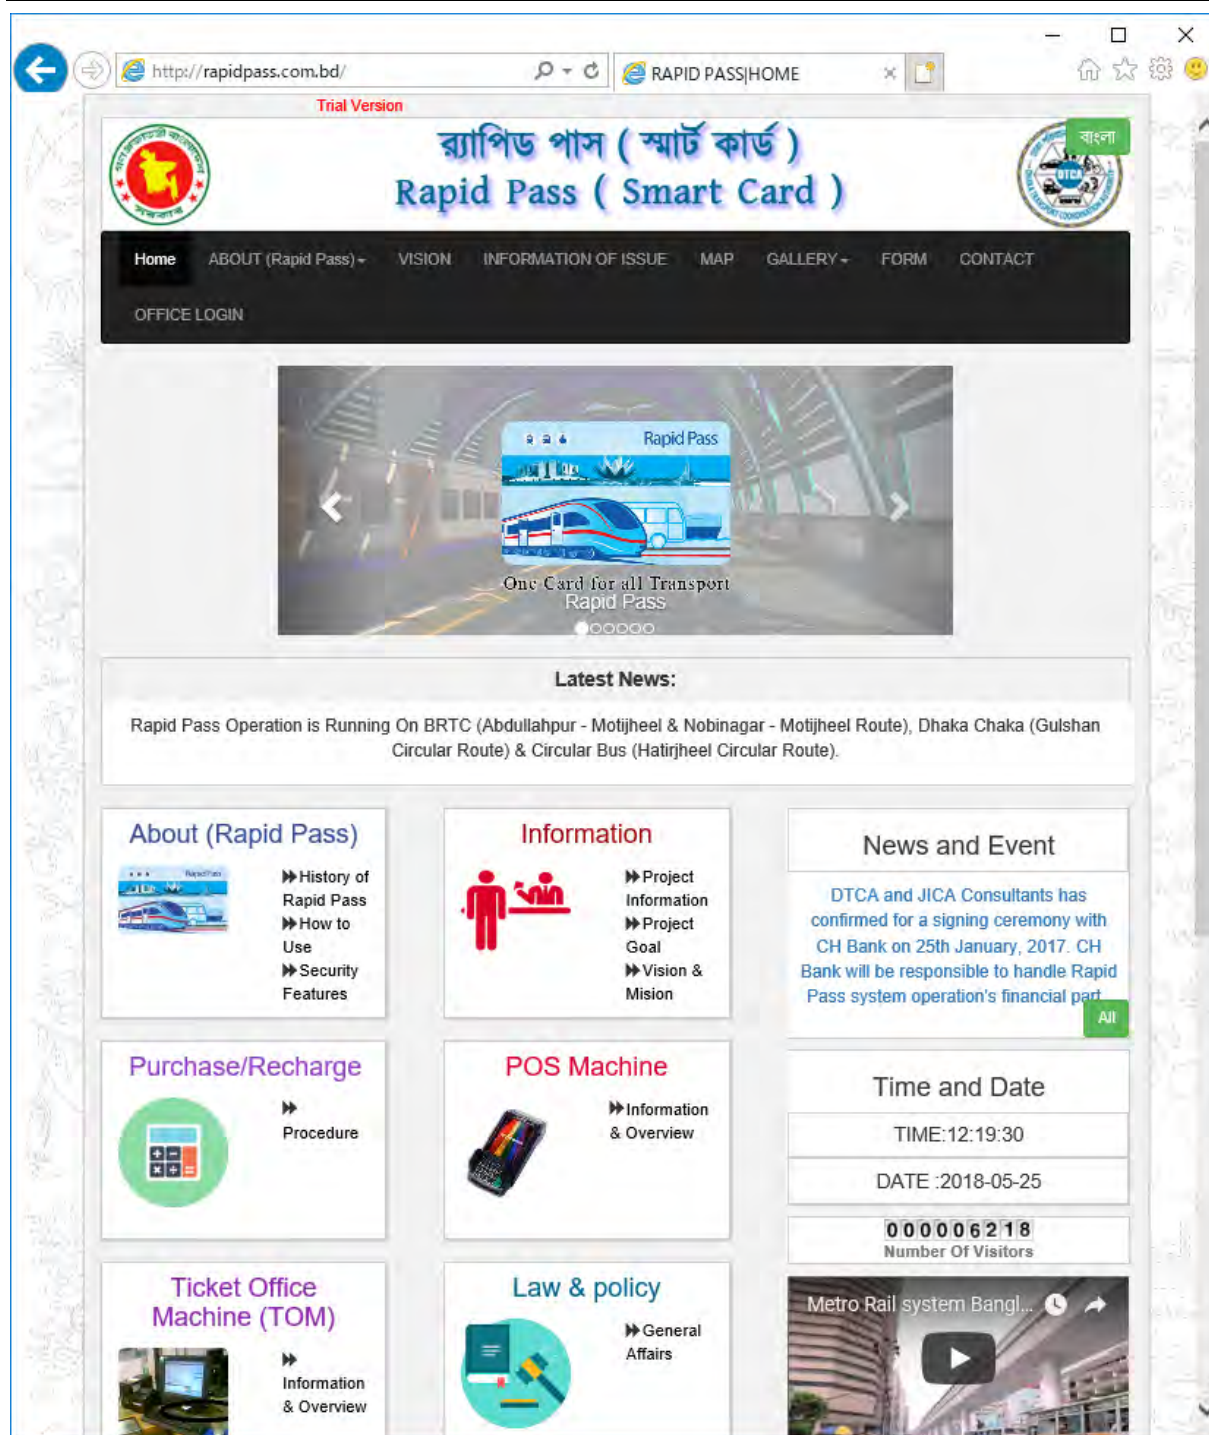 http://rapidpass.com.bd/
RAPID PASS|HOME
Trial Version
র‍্যাপিড পাস ( স্মার্ট কার্ড )
Rapid Pass ( Smart Card )
বাংলা
DTCA
Home ABOUT (Rapid Pass) VISION INFORMATION OF ISSUE MAP GALLERY FORM CONTACT
OFFICE LOGIN
Rapid Pass
One Card for all Transport
Rapid Pass
Latest News:
Rapid Pass Operation is Running On BRTC (Abdullahpur - Motijheel & Nobinagar - Motijheel Route), Dhaka Chaka (Gulshan
Circular Route) & Circular Bus (Hatirjheel Circular Route).
About (Rapid Pass)
Rapid Pass
History of
Rapid Pass
How to
Use
Security
Features
Information
Project
Information
Project
Goal
Vision &
Mision
News and Event
DTCA and JICA Consultants has
confirmed for a signing ceremony with
CH Bank on 25th January, 2017. CH
Bank will be responsible to handle Rapid
Pass system operation's financial part
All
Purchase/Recharge
Procedure
POS Machine
Information
& Overview
Time and Date
TIME:12:19:30
DATE :2018-05-25
000006218
Number Of Visitors
Ticket Office
Machine (TOM)
Information
& Overview
Law & policy
General
Affairs
Metro Rail system Bangl...